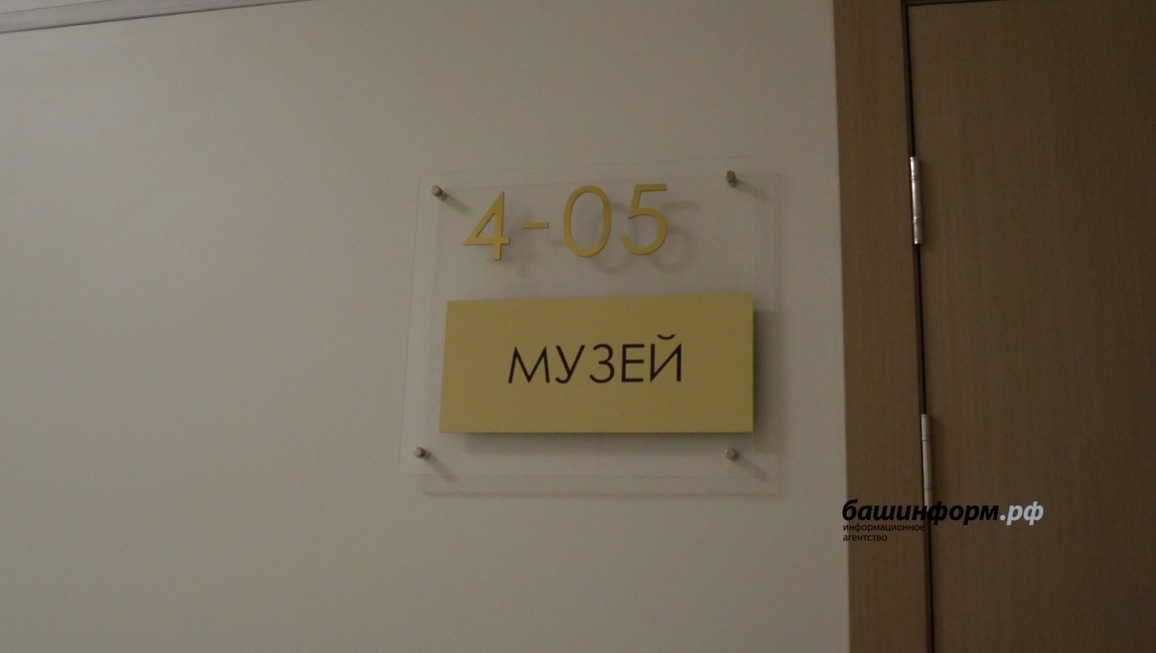 4-05
МУЗЕЙ
башинформ.рф
информационное
агентство